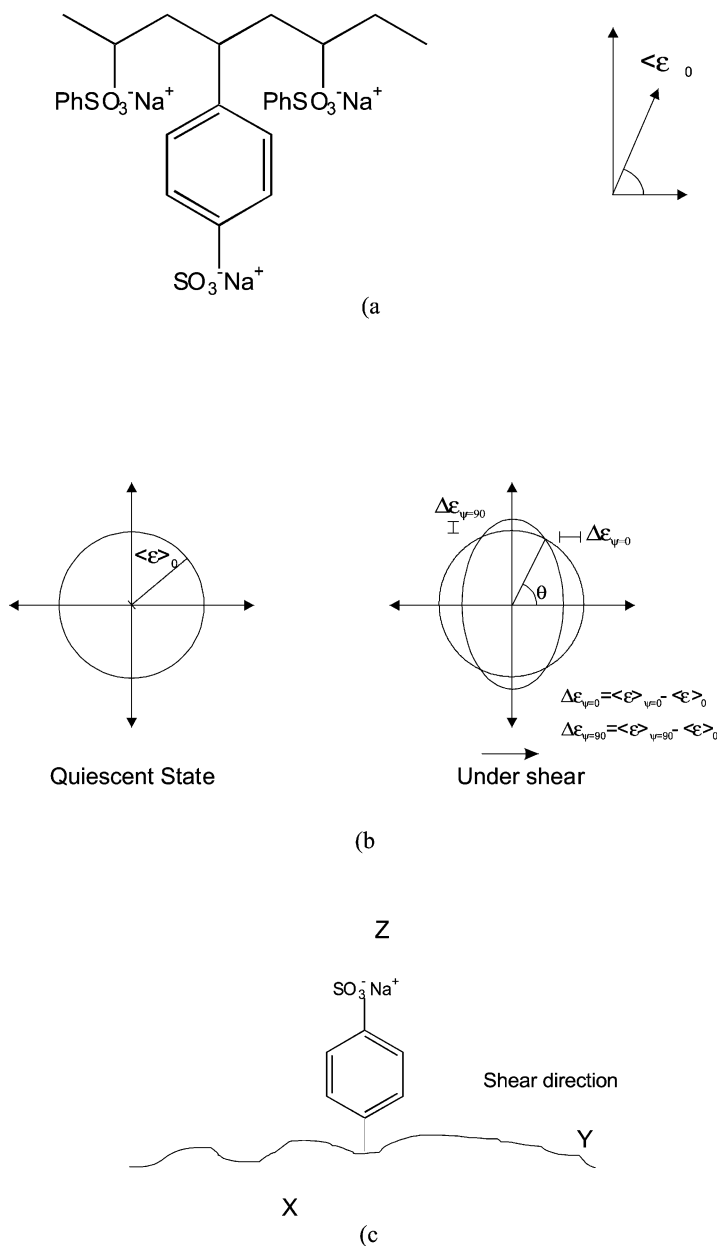 <ε 0
PhSO3-Na+ PhSO3-Na+
SO3-Na+
(a
Δεψ=90
Δεψ=0
<ε>0
θ
Δεψ=0=<ε>ψ=0-<ε>0
Δεψ=90=<ε>ψ=90-<ε>0
Quiescent State Under shear
(b
Z
SO3-Na+
Shear direction
Y
X
(c